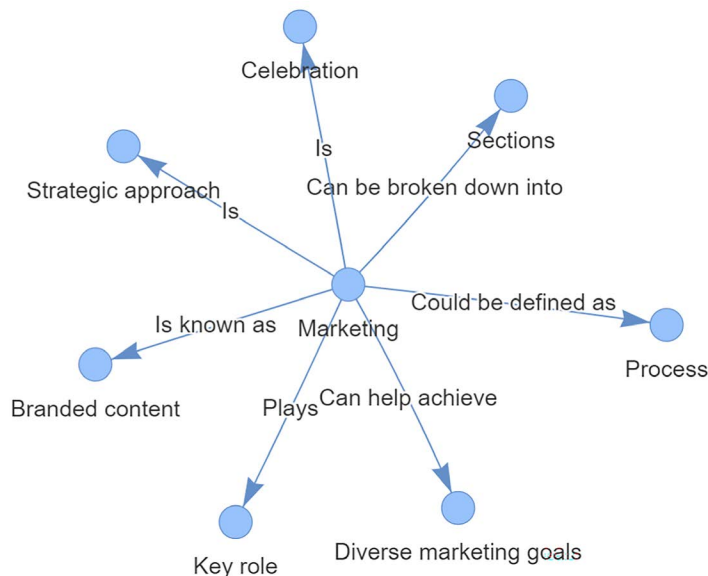 Celebration
Sections
Is
Can be broken down into
Strategic approach
Is
Could be defined as
Is known as
Marketing
Process
Branded content
Plays
Can help achieve
Key role
Diverse marketing goals